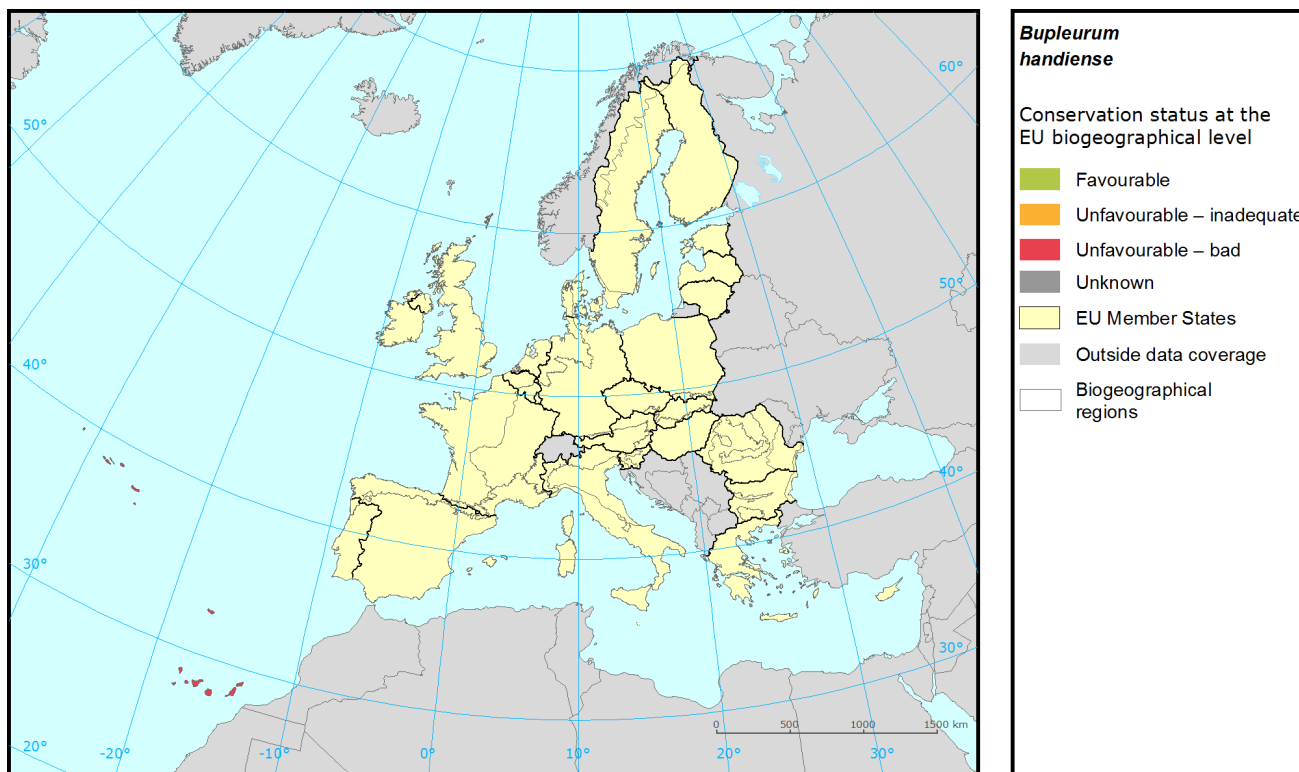 Bupleurum
handiense
Conservation status at the
EU biogeographical level
Favourable
Unfavourable – inadequate
Unfavourable – bad
Unknown
EU Member States
Outside data coverage
Biogeographical
regions
60°
50°
50°
40°
40°
30°
30°
20°
-20°
-10°
0°
10°
20°
30°
0 500 1000 1500 km